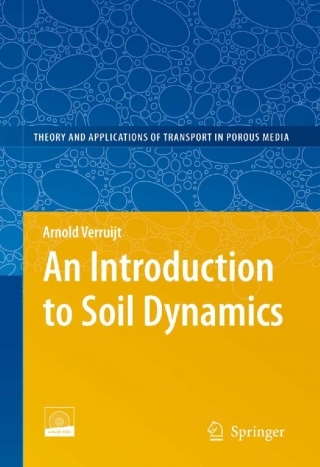 THEORY AND APPLICATIONS OF TRANSPORT IN POROUS MEDIA
Arnold Verruijt
An Introduction
to Soil Dynamics
Springer